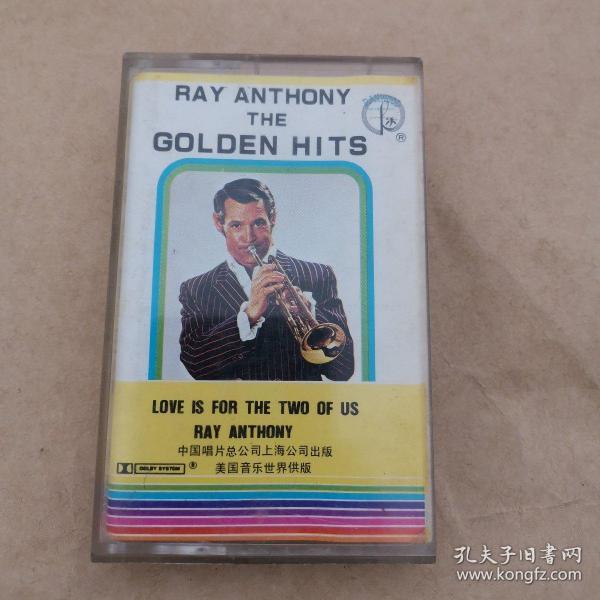 RAY ANTHONY
THE
GOLDEN HITS
®
LOVE IS FOR THE TWO OF US
RAY ANTHONY
中国唱片总公司上海公司出版
DOLBY SYSTEM ® 美国音乐世界供版
孔夫子旧書网
www.kongfz.com